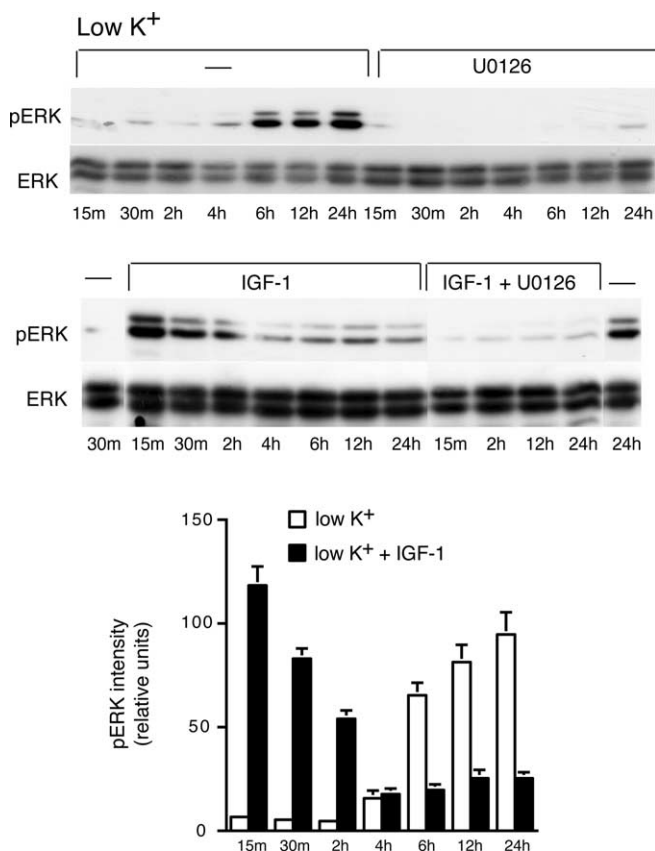 Low K+
— U0126
pERK
ERK
15m 30m 2h 4h 6h 12h 24h 15m 30m 2h 4h 6h 12h 24h
— IGF-1 IGF-1 + U0126 —
pERK
ERK
30m 15m 30m 2h 4h 6h 12h 24h 15m 2h 12h 24h 24h
150
low K+
low K+ + IGF-1
100
pERK intensity
(relative units)
50
0
15m 30m 2h 4h 6h 12h 24h